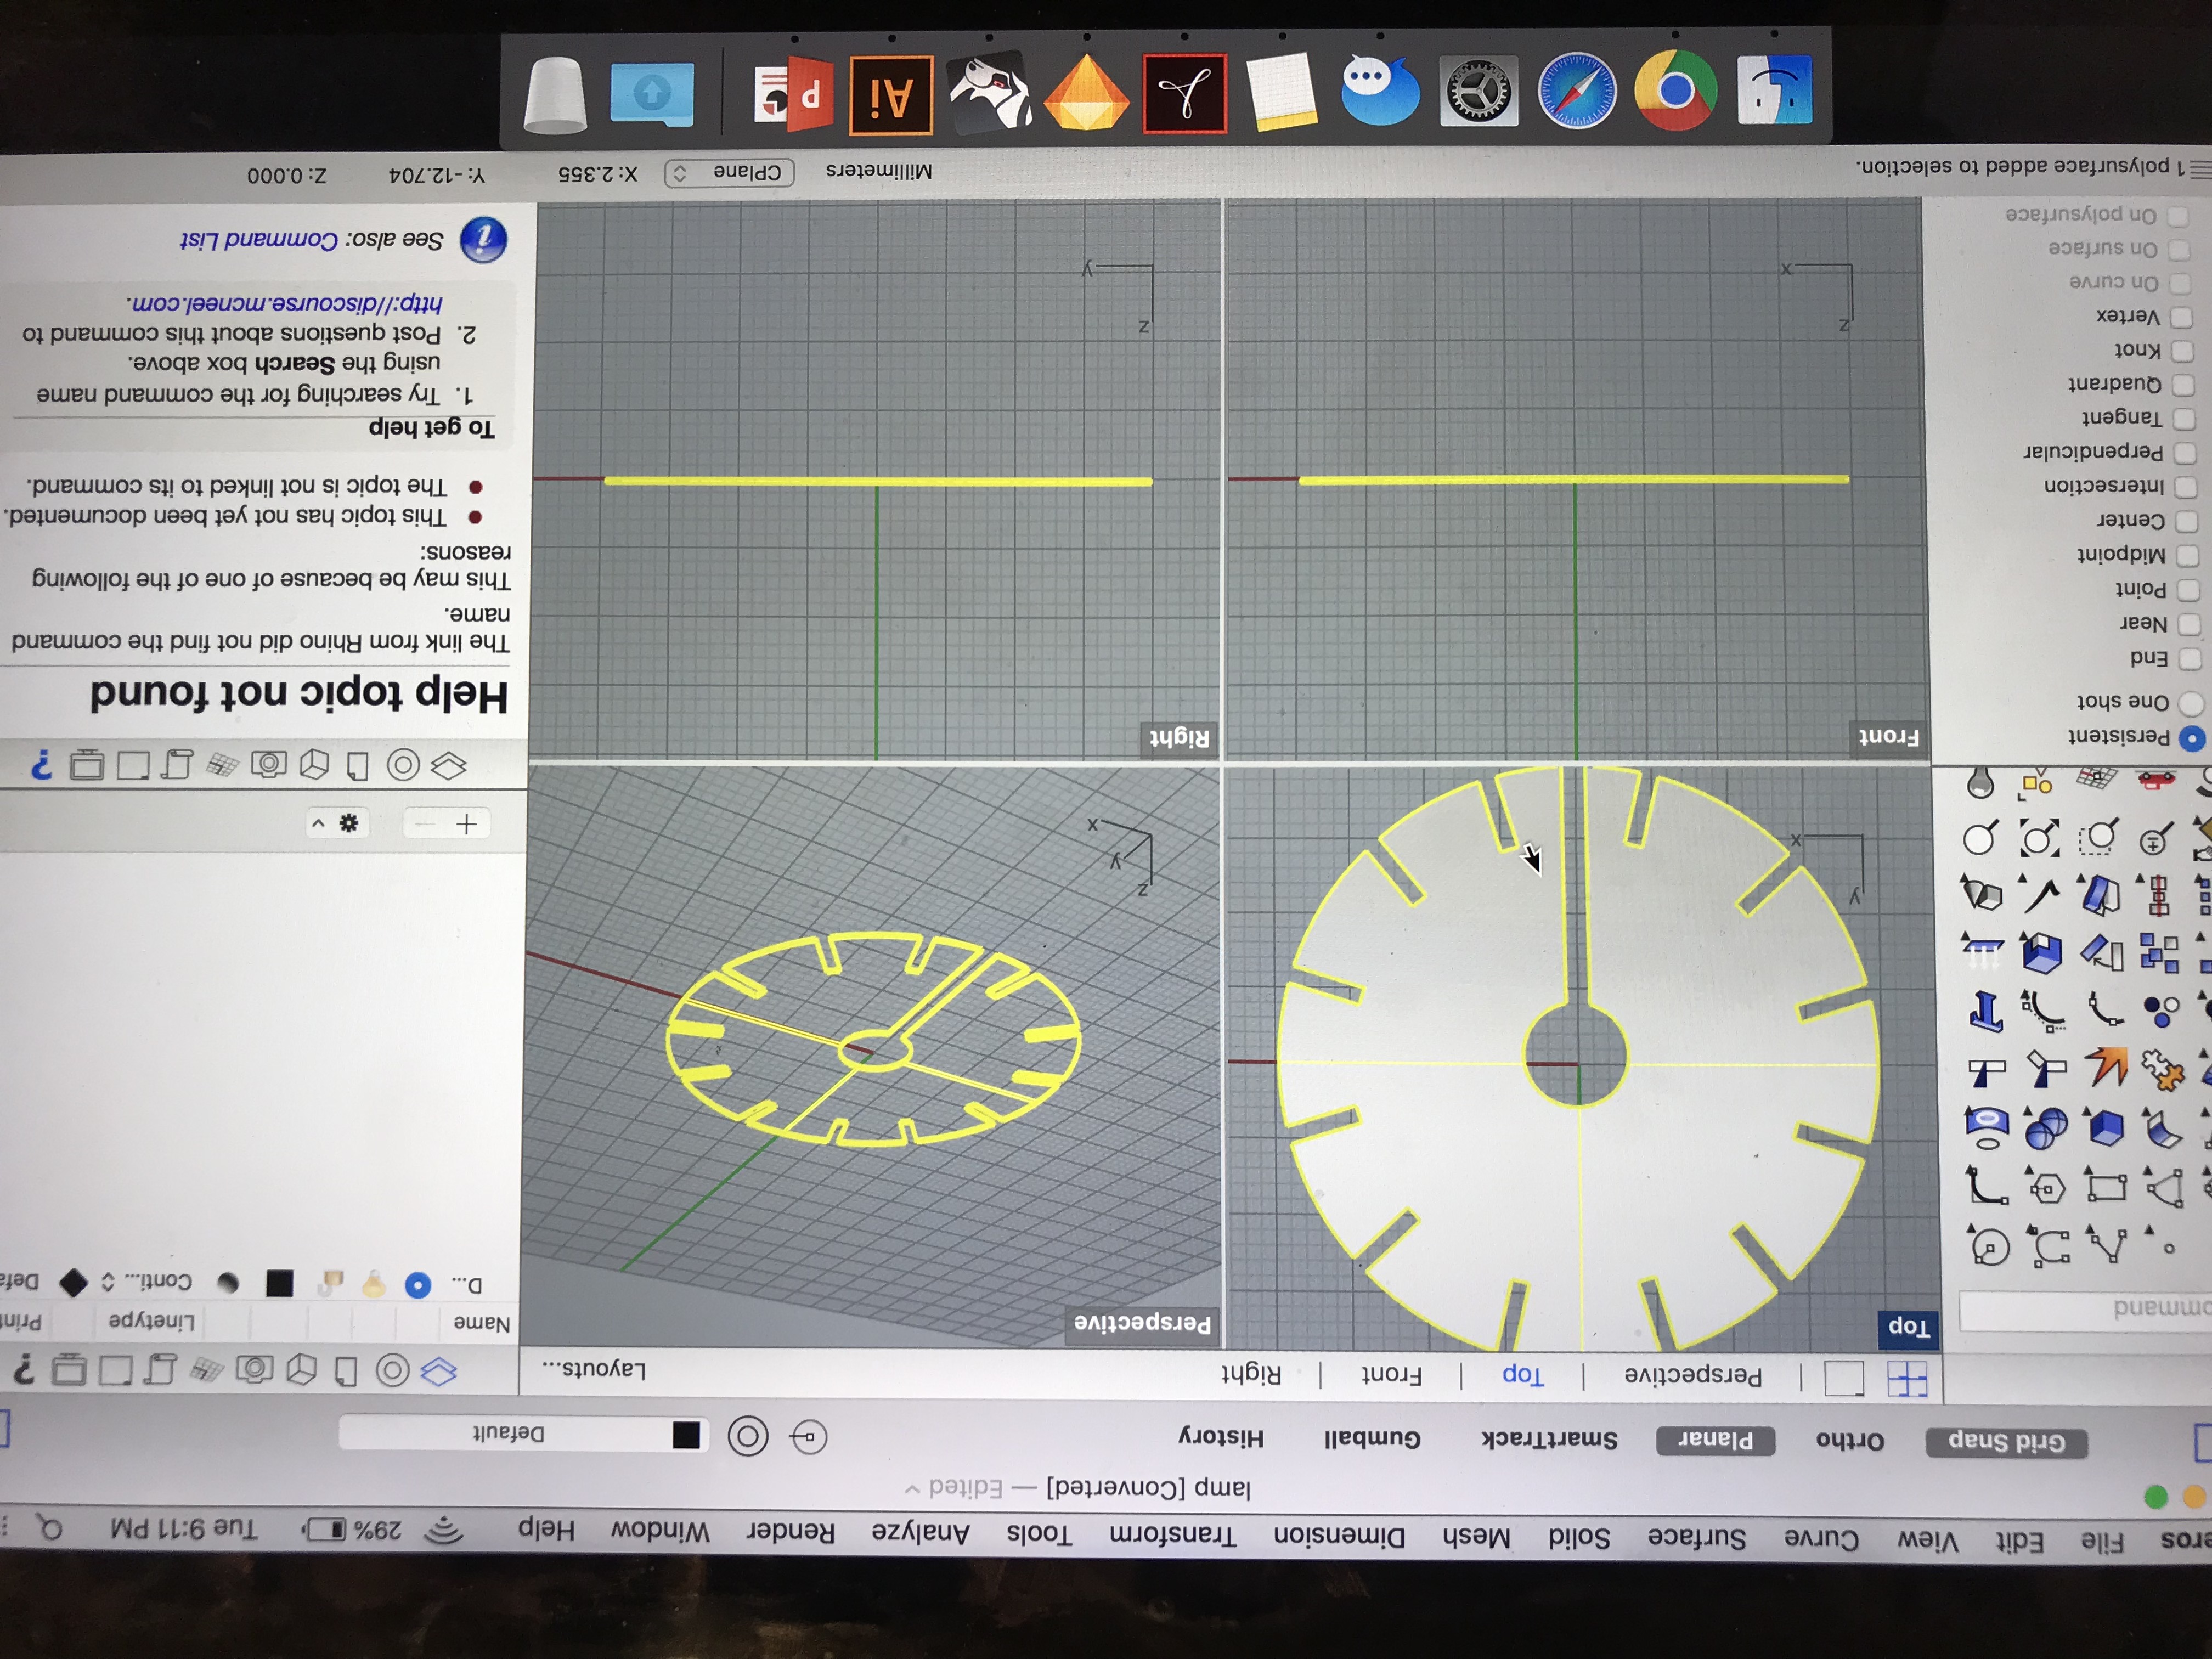 eros File Edit View Curve Surface Solid Mesh Dimension Transform Tools Analyze Render Window Help 29% Tue 9:11 PM
lamp [Converted] — Edited
Grid Snap Ortho Planar SmartTrack Gumball History Default
Perspective | Top | Front | Right Layouts...
Top
Perspective
Name Linetype Print
ommand
D... Conti... Defa
y
x
z
y
x
Front
Right
Persistent
One shot
End
Near
Point
Midpoint
Center
Intersection
Perpendicular
Tangent
Quadrant
Knot
Vertex
On curve
On surface
On polysurface
z
x
z
y
Help topic not found
The link from Rhino did not find the command
name.
This may be because of one of the following
reasons:
This topic has not yet been documented.
The topic is not linked to its command.
To get help
1. Try searching for the command name
using the Search box above.
2. Post questions about this command to
http://discourse.mcneel.com.
See also: Command List
1 polysurface added to selection.
Millimeters CPlane X: 2.355 Y: -12.704 Z: 0.000
Ai P